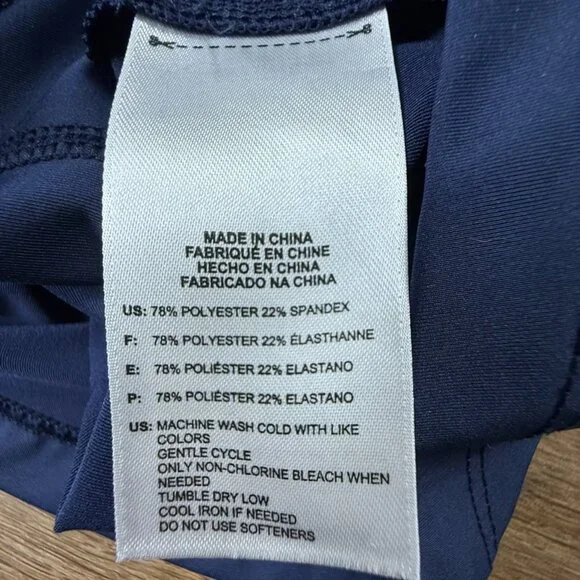 MADE IN CHINA
FABRIQUÉ EN CHINE
HECHO EN CHINA
FABRICADO NA CHINA
US: 78% POLYESTER 22% SPANDEX
F: 78% POLYESTER 22% ÉLASTHANNE
E: 78% POLIÉSTER 22% ELASTANO
P: 78% POLIÉSTER 22% ELASTANO
US: MACHINE WASH COLD WITH LIKE
COLORS
GENTLE CYCLE
ONLY NON-CHLORINE BLEACH WHEN
NEEDED
TUMBLE DRY LOW
COOL IRON IF NEEDED
DO NOT USE SOFTENERS